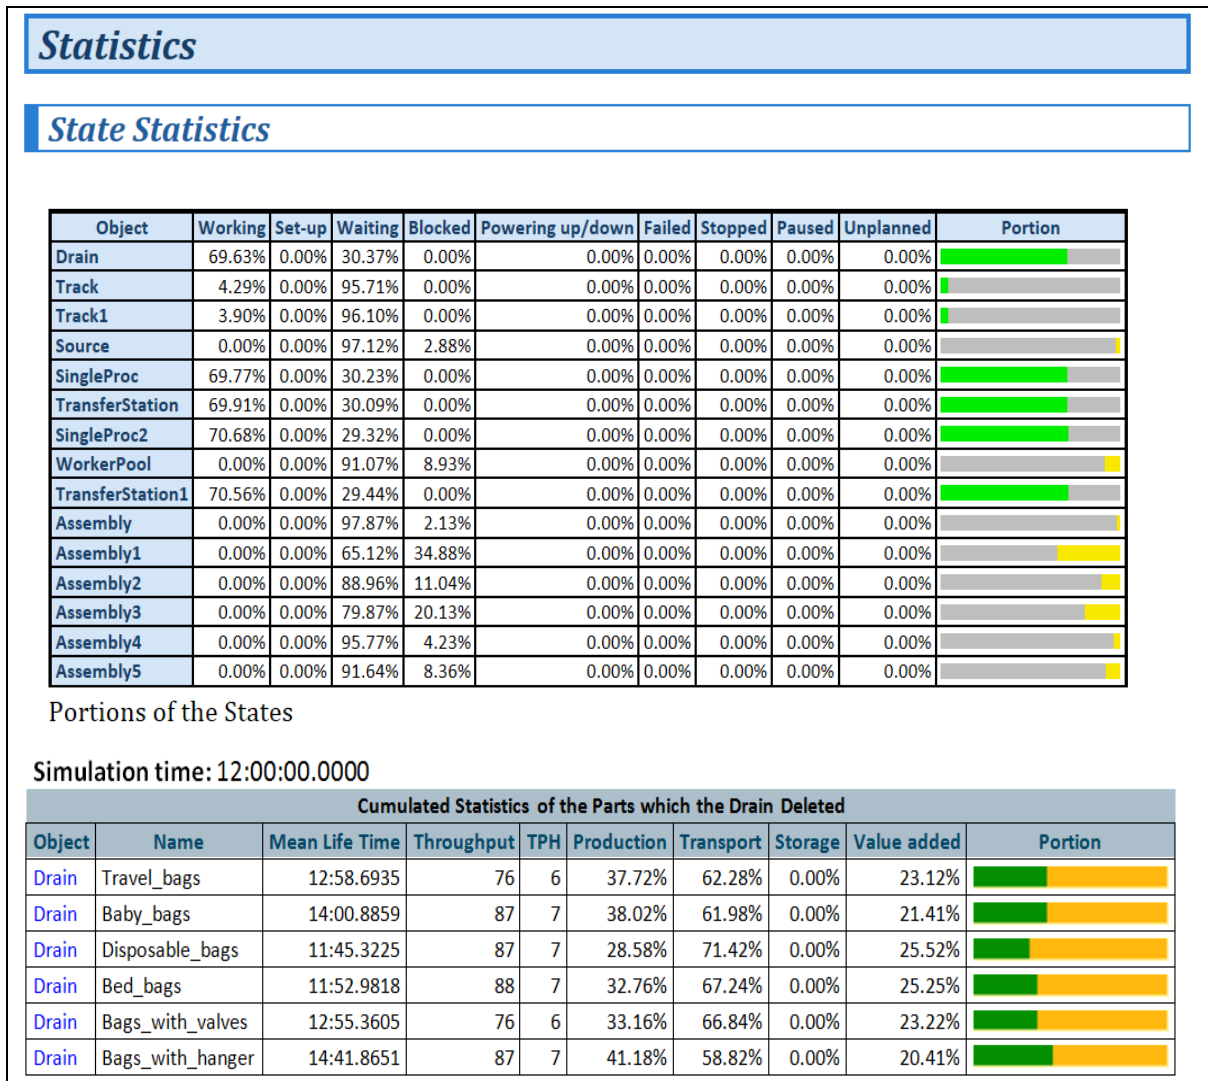 Statistics
State Statistics
Object Working Set-up Waiting Blocked Powering up/down Failed Stopped Paused Unplanned Portion
Drain 69.63% 0.00% 30.37% 0.00% 0.00% 0.00% 0.00% 0.00% 0.00%
Track 4.29% 0.00% 95.71% 0.00% 0.00% 0.00% 0.00% 0.00% 0.00%
Track1 3.90% 0.00% 96.10% 0.00% 0.00% 0.00% 0.00% 0.00% 0.00%
Source 0.00% 0.00% 97.12% 2.88% 0.00% 0.00% 0.00% 0.00% 0.00%
SingleProc 69.77% 0.00% 30.23% 0.00% 0.00% 0.00% 0.00% 0.00% 0.00%
TransferStation 69.91% 0.00% 30.09% 0.00% 0.00% 0.00% 0.00% 0.00% 0.00%
SingleProc2 70.68% 0.00% 29.32% 0.00% 0.00% 0.00% 0.00% 0.00% 0.00%
WorkerPool 0.00% 0.00% 91.07% 8.93% 0.00% 0.00% 0.00% 0.00% 0.00%
TransferStation1 70.56% 0.00% 29.44% 0.00% 0.00% 0.00% 0.00% 0.00% 0.00%
Assembly 0.00% 0.00% 97.87% 2.13% 0.00% 0.00% 0.00% 0.00% 0.00%
Assembly1 0.00% 0.00% 65.12% 34.88% 0.00% 0.00% 0.00% 0.00% 0.00%
Assembly2 0.00% 0.00% 88.96% 11.04% 0.00% 0.00% 0.00% 0.00% 0.00%
Assembly3 0.00% 0.00% 79.87% 20.13% 0.00% 0.00% 0.00% 0.00% 0.00%
Assembly4 0.00% 0.00% 95.77% 4.23% 0.00% 0.00% 0.00% 0.00% 0.00%
Assembly5 0.00% 0.00% 91.64% 8.36% 0.00% 0.00% 0.00% 0.00% 0.00%
Portions of the States
Simulation time: 12:00:00.0000
Cumulated Statistics of the Parts which the Drain Deleted
Object Name Mean Life Time Throughput TPH Production Transport Storage Value added Portion
Drain Travel_bags 12:58.6935 76 6 37.72% 62.28% 0.00% 23.12%
Drain Baby_bags 14:00.8859 87 7 38.02% 61.98% 0.00% 21.41%
Drain Disposable_bags 11:45.3225 87 7 28.58% 71.42% 0.00% 25.52%
Drain Bed_bags 11:52.9818 88 7 32.76% 67.24% 0.00% 25.25%
Drain Bags_with_valves 12:55.3605 76 6 33.16% 66.84% 0.00% 23.22%
Drain Bags_with_hanger 14:41.8651 87 7 41.18% 58.82% 0.00% 20.41%